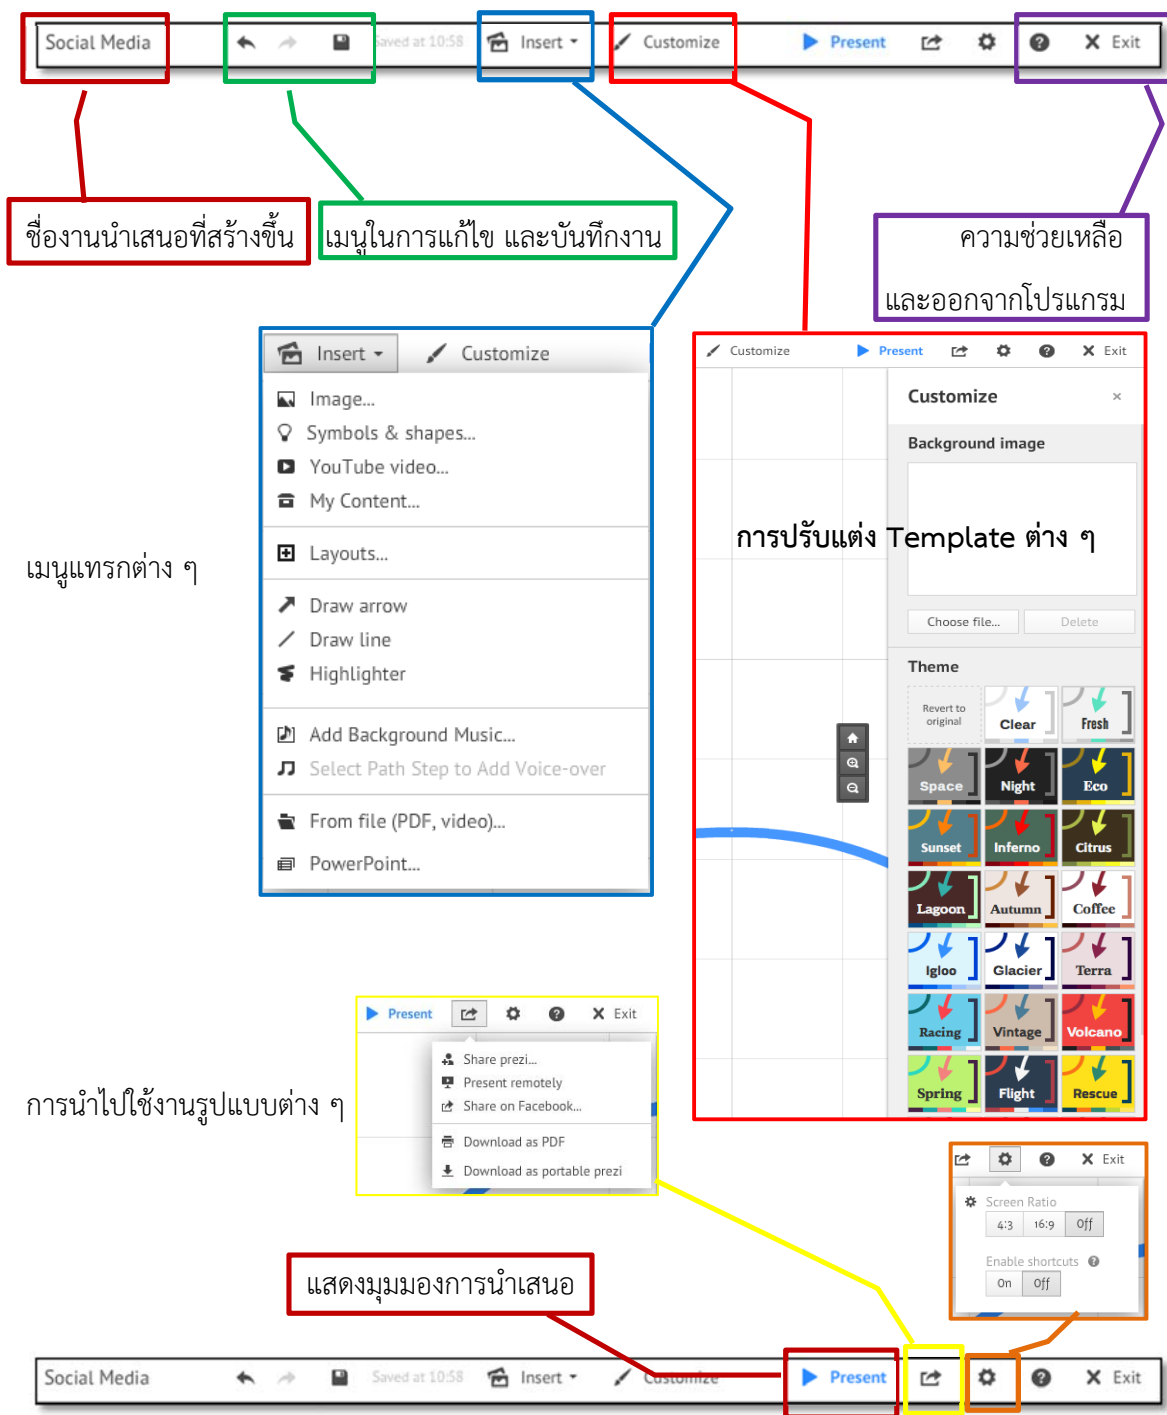 Social Media Saved at 10:58 Insert Customize Present Exit
ชื่องานนำเสนอที่สร้างขึ้น
เมนูในการแก้ไข และบันทึกงาน
ความช่วยเหลือ
และออกจากโปรแกรม
Insert Customize
Image...
Symbols & shapes...
YouTube video...
My Content...
Layouts...
Draw arrow
Draw line
Highlighter
Add Background Music...
Select Path Step to Add Voice-over
From file (PDF, video)...
PowerPoint...
เมนูแทรกต่าง ๆ
Customize Present Exit
Customize
Background image
การปรับแต่ง Template ต่าง ๆ
Choose file... Delete
Theme
Revert to
original
Clear Fresh
Space Night Eco
Sunset Inferno Citrus
Lagoon Autumn Coffee
Igloo Glacier Terra
Racing Vintage Volcano
Spring Flight Rescue
การนำไปใช้งานรูปแบบต่าง ๆ
Present Exit
Share prezi...
Present remotely
Share on Facebook...
Download as PDF
Download as portable prezi
Exit
Screen Ratio
4:3 16:9 Off
Enable shortcuts
On Off
แสดงมุมมองการนำเสนอ
Social Media Saved at 10:58 Insert Customize Present Exit